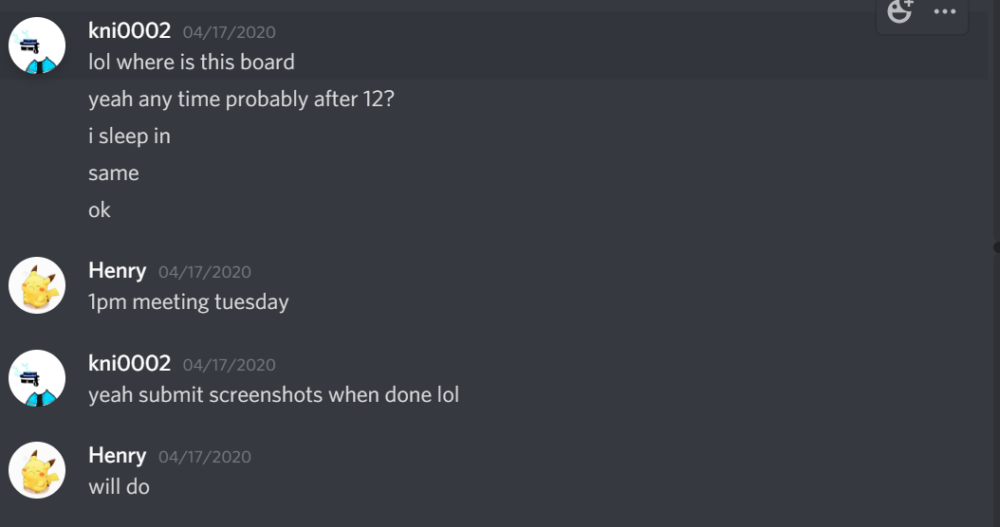 kni0002 04/17/2020
lol where is this board
yeah any time probably after 12?
i sleep in
same
ok
Henry 04/17/2020
1pm meeting tuesday
kni0002 04/17/2020
yeah submit screenshots when done lol
Henry 04/17/2020
will do